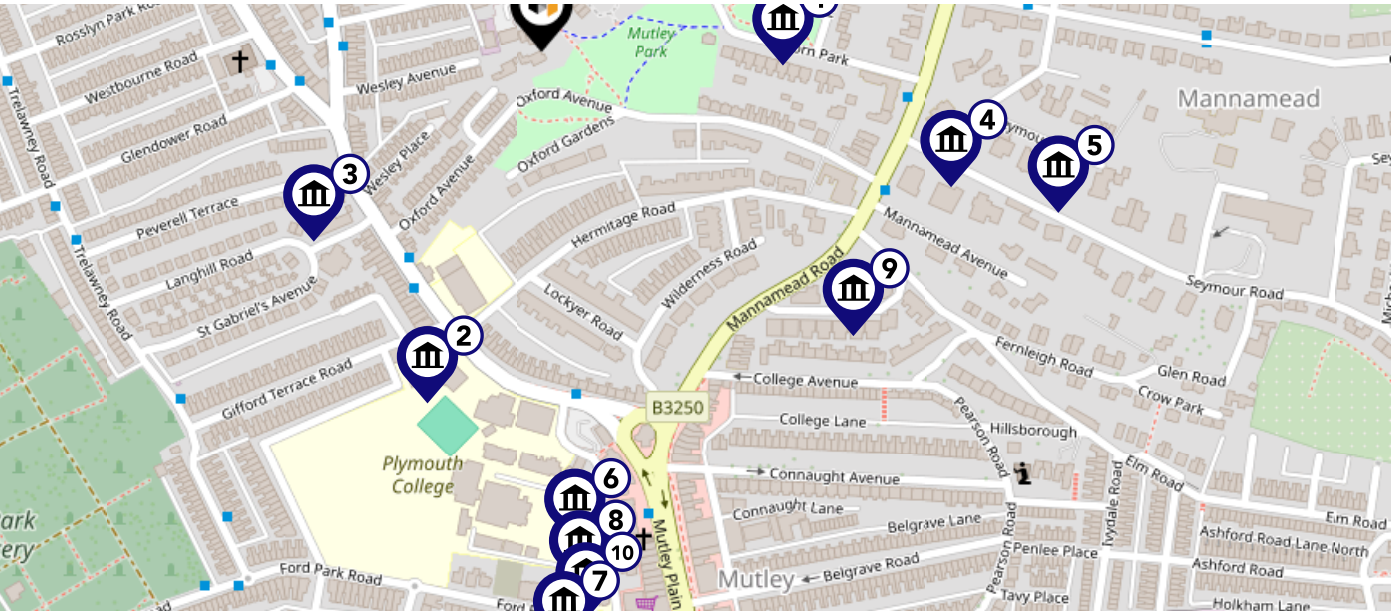 Rosslyn Park Road
Mutley
Park
Thorn Park
Westbourne Road
Wesley Avenue
Trelawney Road
Oxford Avenue
Mannamead
4
Glendower Road
Wesley Place
Oxford Gardens
5
3
Oxford Avenue
Peverell Terrace
Hermitage Road
Mannamead Avenue
Langhill Road
Wilderness Road
9
Trelawney Road
St Gabriel's Avenue
Lockyer Road
Mannamead Road
Seymour Road
2
Fernleigh Road
Gifford Terrace Road
College Avenue
Glen Road
B3250
Crow Park
College Lane
Pearson Road
Hillsborough
Plymouth
College
6
Connaught Avenue
Elm Road
Connaught Lane
8
Belgrave Lane
Ivydale Road
Elm Road
Ashford Road Lane North
10
Mutley Plain
Pearson Road
Penlee Place
Ford Park Road
7
Mutley
Belgrave Road
Ashford Road
Tavy Place
Holkham Lane